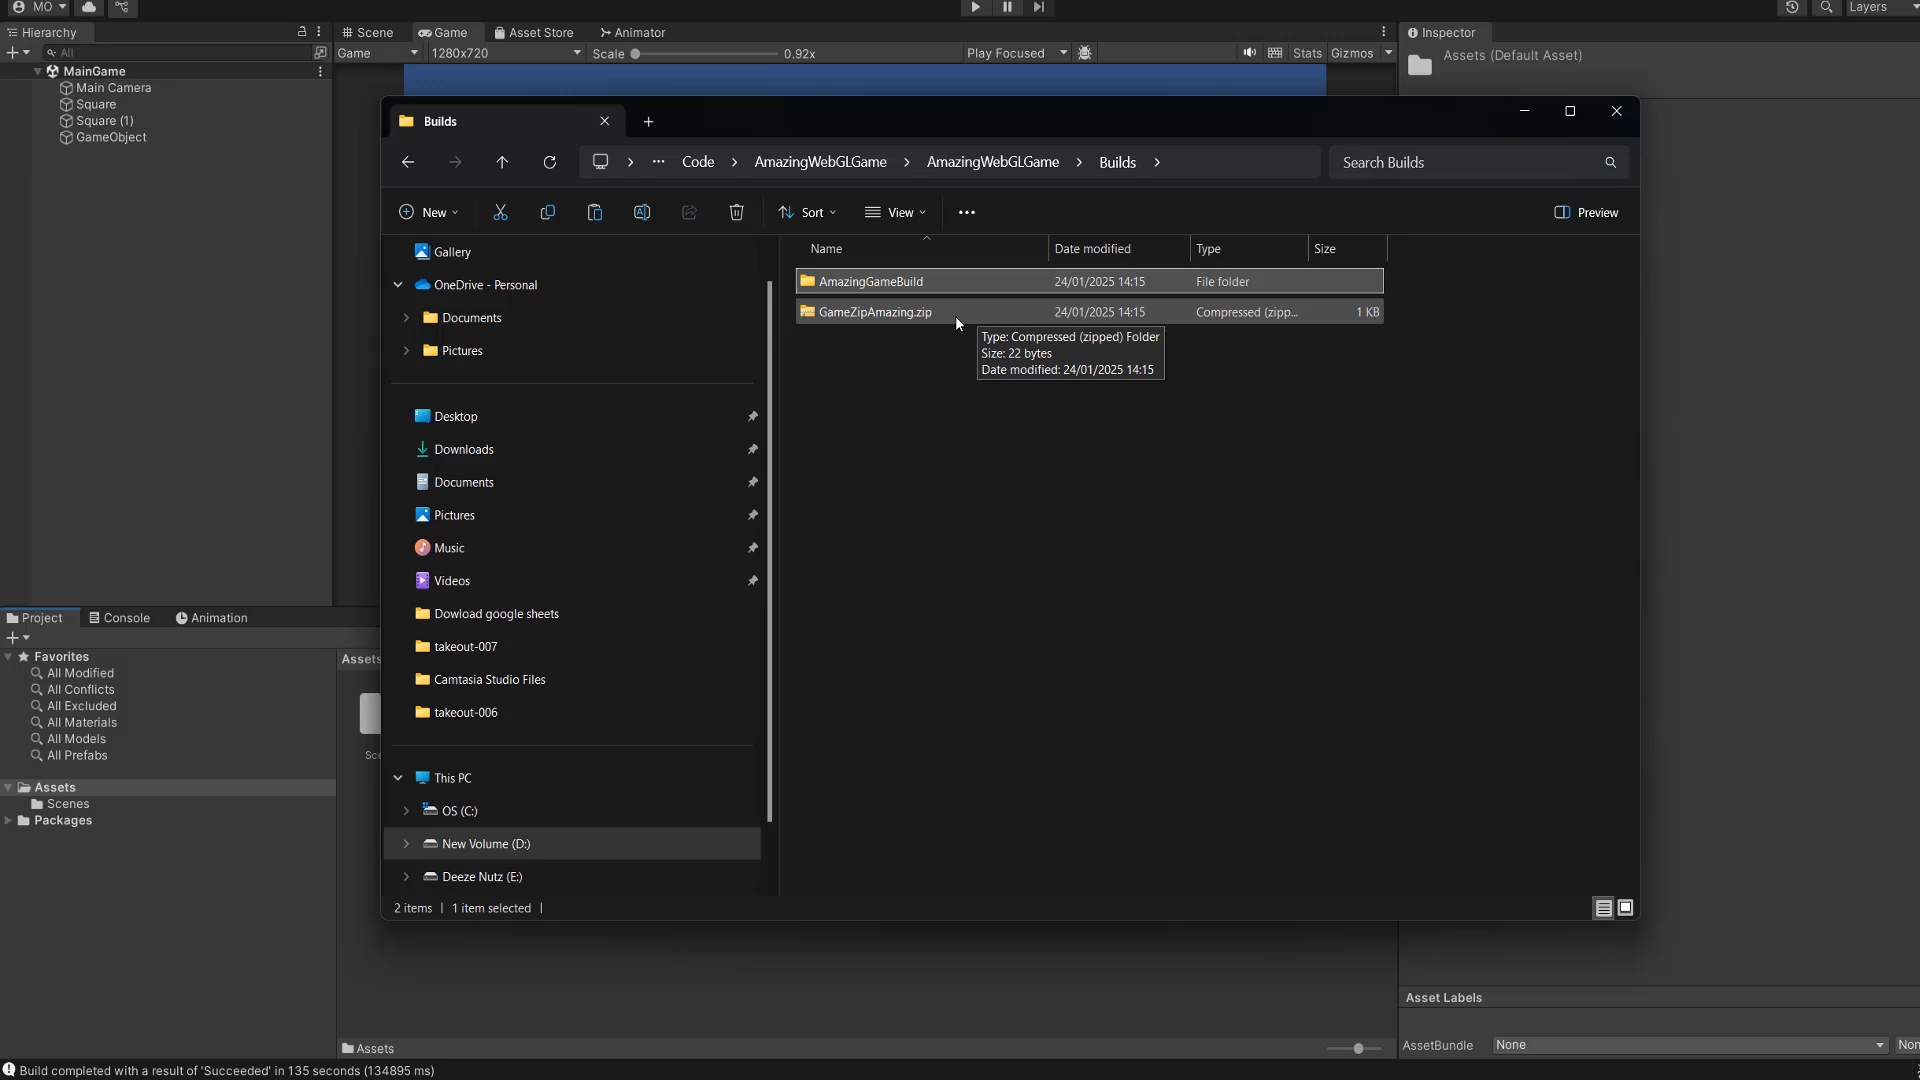 MO
Layers
Hierarchy
Scene
Game
Asset Store
Animator
Inspector
All
Game
1280x720
Scale
0.92x
Play Focused
Stats
Gizmos
Assets (Default Asset)
MainGame
Main Camera
Square
Square (1)
GameObject
Builds
Code
AmazingWebGLGame
AmazingWebGLGame
Builds
Search Builds
New
Sort
View
Preview
Name
Date modified
Type
Size
AmazingGameBuild
24/01/2025 14:15
File folder
GameZipAmazing.zip
24/01/2025 14:15
Compressed (zipp...
1 KB
Type: Compressed (zipped) Folder
Size: 22 bytes
Date modified: 24/01/2025 14:15
Gallery
OneDrive - Personal
Documents
Pictures
Desktop
Downloads
Documents
Pictures
Music
Videos
Dowload google sheets
takeout-007
Camtasia Studio Files
takeout-006
This PC
OS (C:)
New Volume (D:)
Deeze Nutz (E:)
2 items
1 item selected
Project
Console
Animation
Favorites
All Modified
All Conflicts
All Excluded
All Materials
All Models
All Prefabs
Assets
Scenes
Packages
Assets
Sce
Assets
Asset Labels
AssetBundle
None
Non
Build completed with a result of 'Succeeded' in 135 seconds (134895 ms)